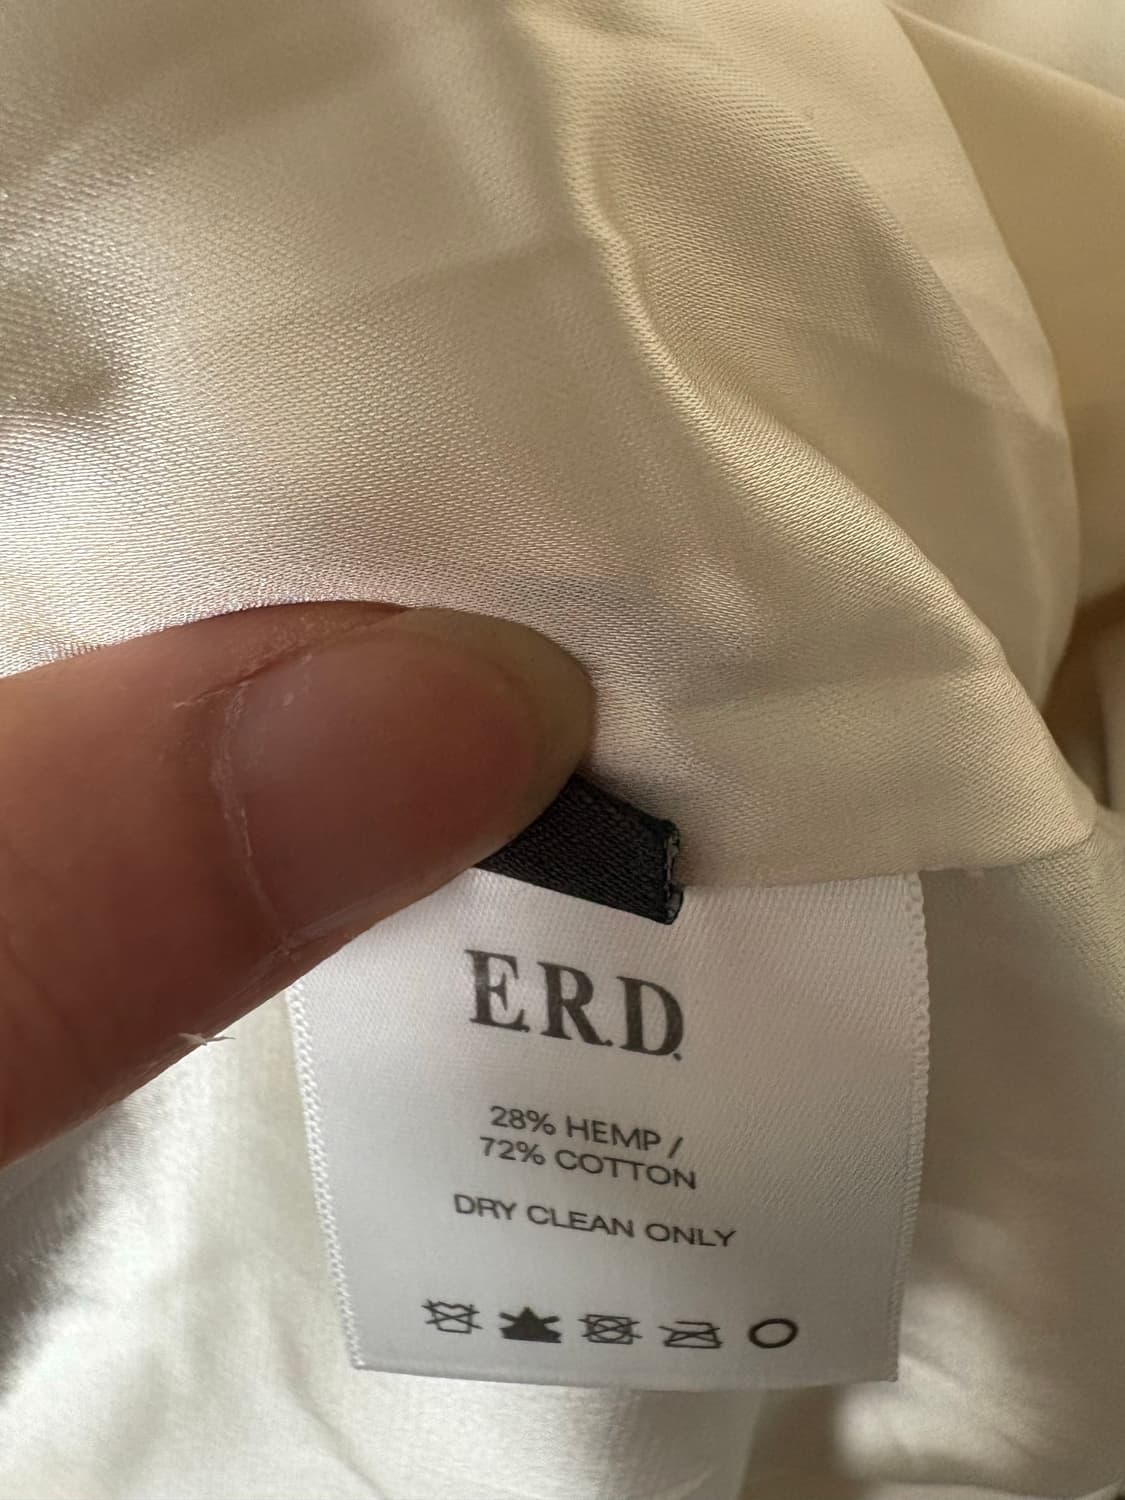 E.R.D.
28% HEMP /
72% COTTON
DRY CLEAN ONLY